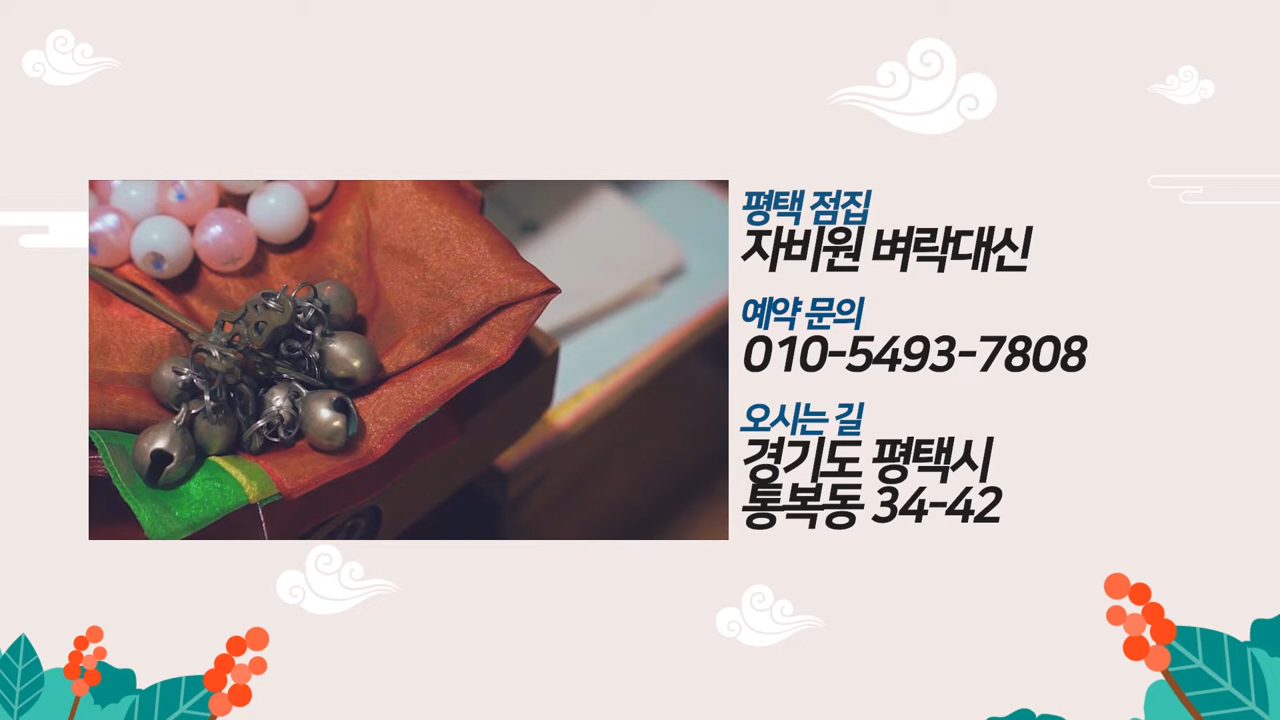 평택 점집
자비원 벼락대신
예약 문의
010-5493-7808
오시는 길
경기도 평택시
통복동 34-42